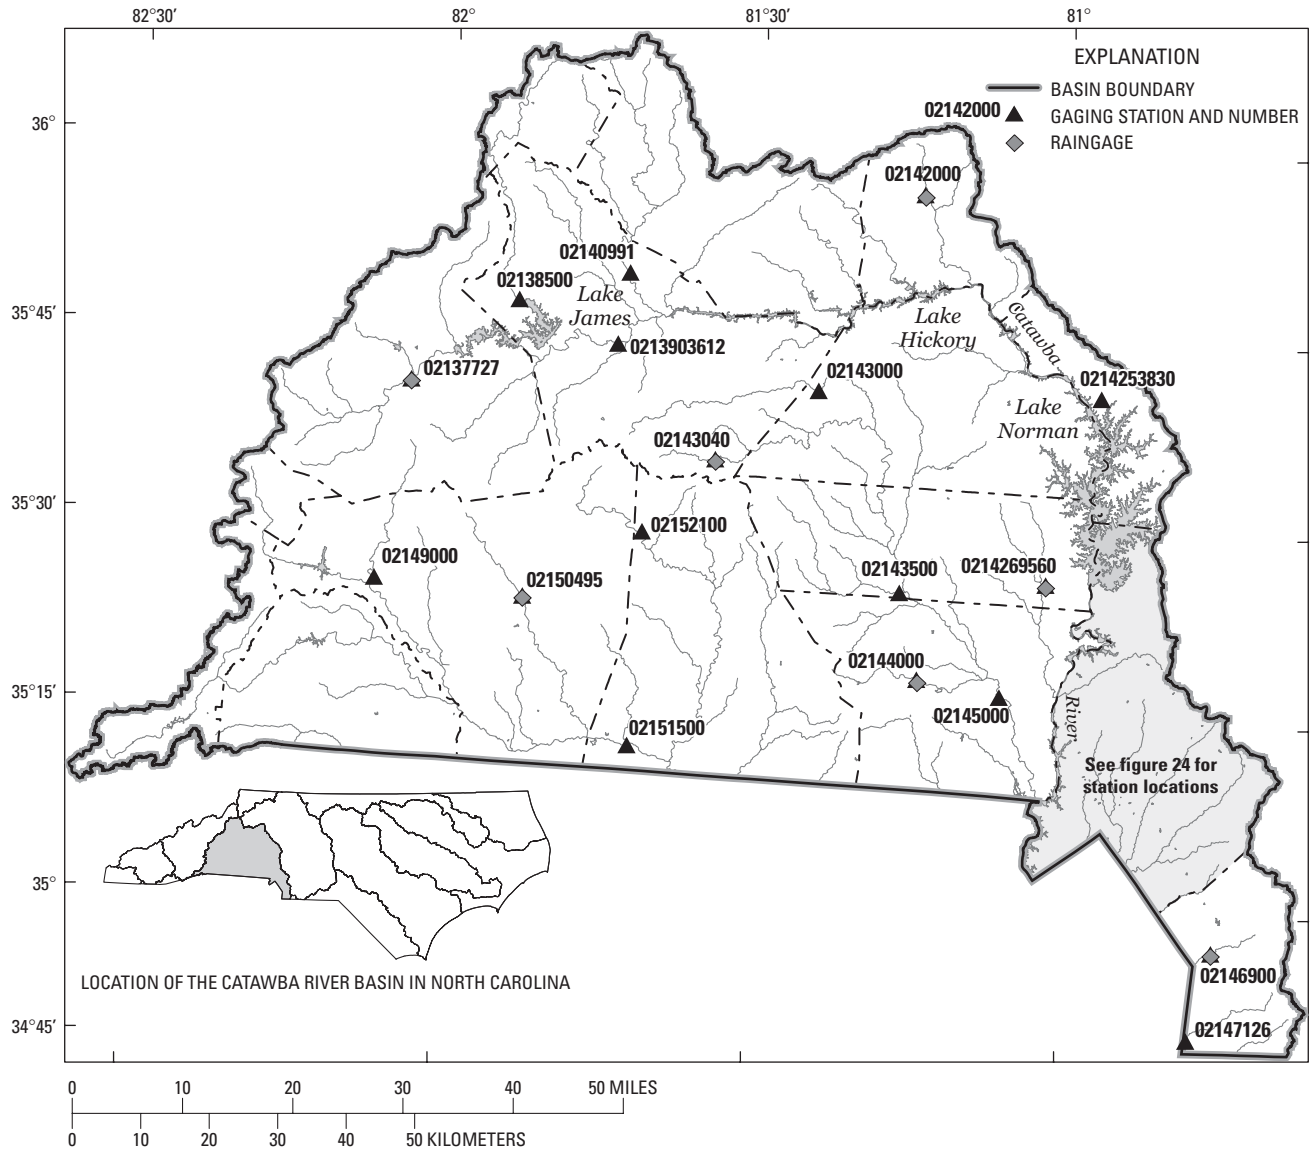 82°30′ 82° 81°30′ 81°
EXPLANATION
BASIN BOUNDARY
02142000 GAGING STATION AND NUMBER
RAINGAGE
36°
02142000
02140991
02138500
Lake
James
35°45′
Lake
Hickory
Catawba
0213903612
02137727
02143000
0214253830
Lake
Norman
02143040
35°30′
02152100
02149000
02150495
02143500
0214269560
02144000
35°15′
02145000
River
02151500
See figure 24 for
station locations
35°
LOCATION OF THE CATAWBA RIVER BASIN IN NORTH CAROLINA
02146900
34°45′
02147126
0 10 20 30 40 50 MILES
0 10 20 30 40 50 KILOMETERS